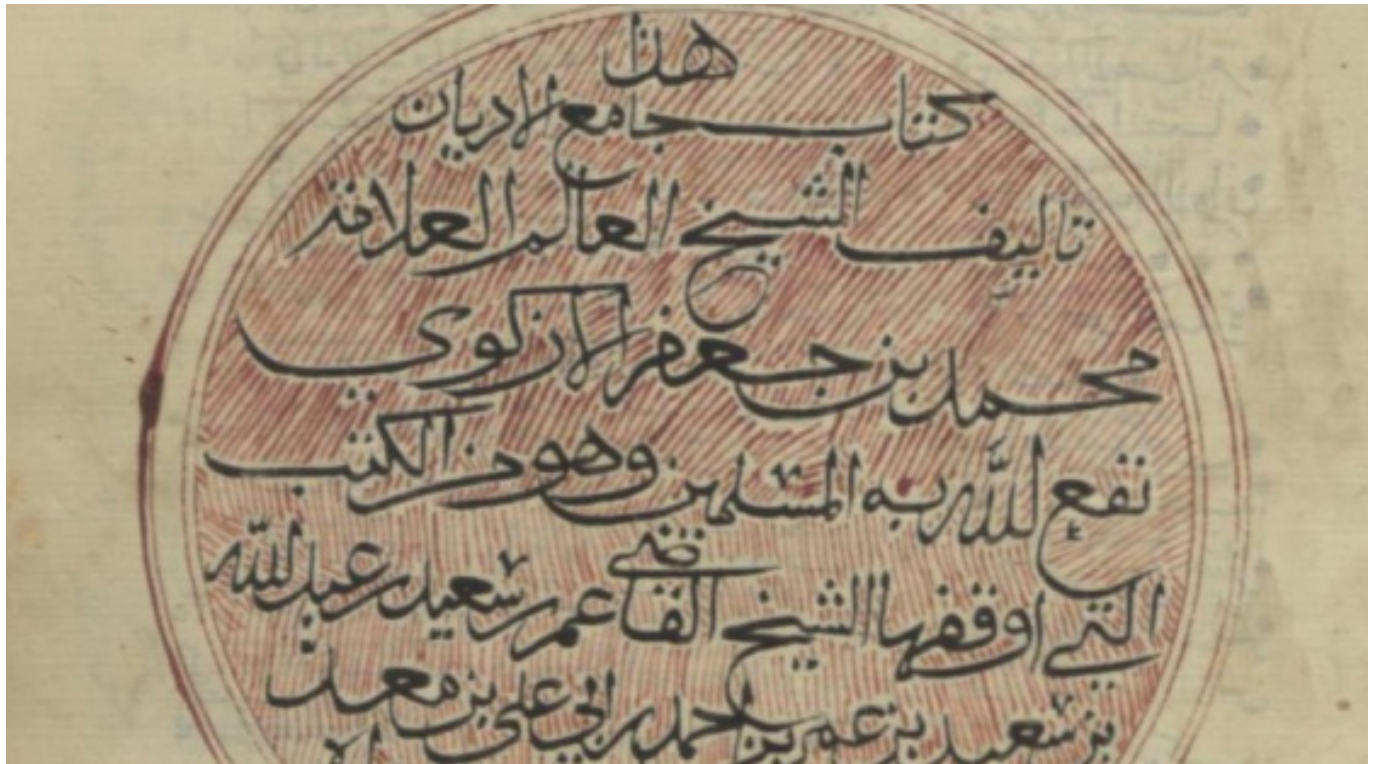 هذا
كتاب جامع الاديان
تاليف الشيخ العالم العلامة
محمد بن جعفر الازكوي
نفع الله به المسلمين وهو من الكتب
التي اوقفها الشيخ القاضي عمر بن سعيد بن عبد الله
بن سعيد بن عمر بن احمد بن ابي علي بن معد